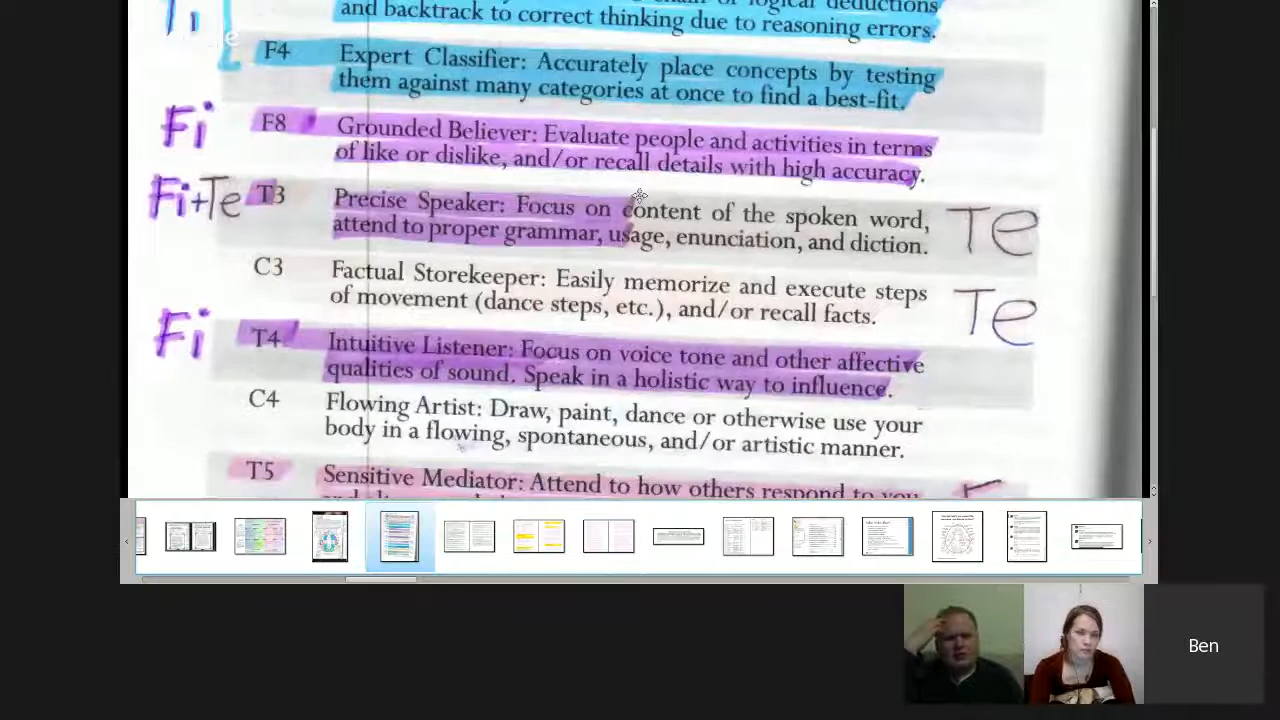 and backtrack to correct thinking due to reasoning errors.
Ti
F4 Expert Classifier: Accurately place concepts by testing
them against many categories at once to find a best-fit.
Fi F8 Grounded Believer: Evaluate people and activities in terms
of like or dislike, and/or recall details with high accuracy.
Fi+Te T3 Precise Speaker: Focus on content of the spoken word, Te
attend to proper grammar, usage, enunciation, and diction.
C3 Factual Storekeeper: Easily memorize and execute steps Te
of movement (dance steps, etc.), and/or recall facts.
Fi T4 Intuitive Listener: Focus on voice tone and other affective
qualities of sound. Speak in a holistic way to influence.
C4 Flowing Artist: Draw, paint, dance or otherwise use your
body in a flowing, spontaneous, and/or artistic manner.
T5 Sensitive Mediator: Attend to how others respond to you
Ben